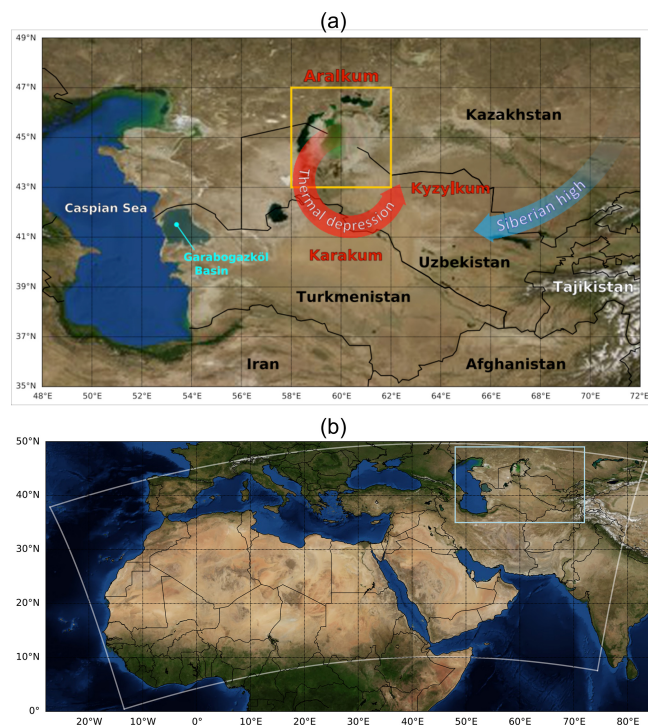 (a)
49°N
47°N
45°N
43°N
41°N
39°N
37°N
35°N
Aralkum
Kazakhstan
Kyzylkum
Thermal depression
Siberian high
Caspian Sea
Karakum
Garabogazköl
Basin
Uzbekistan
Tajikistan
Turkmenistan
Iran
Afghanistan
48°E 50°E 52°E 54°E 56°E 58°E 60°E 62°E 64°E 66°E 68°E 70°E 72°E
(b)
50°N
40°N
30°N
20°N
10°N
0°
20°W 10°W 0° 10°E 20°E 30°E 40°E 50°E 60°E 70°E 80°E